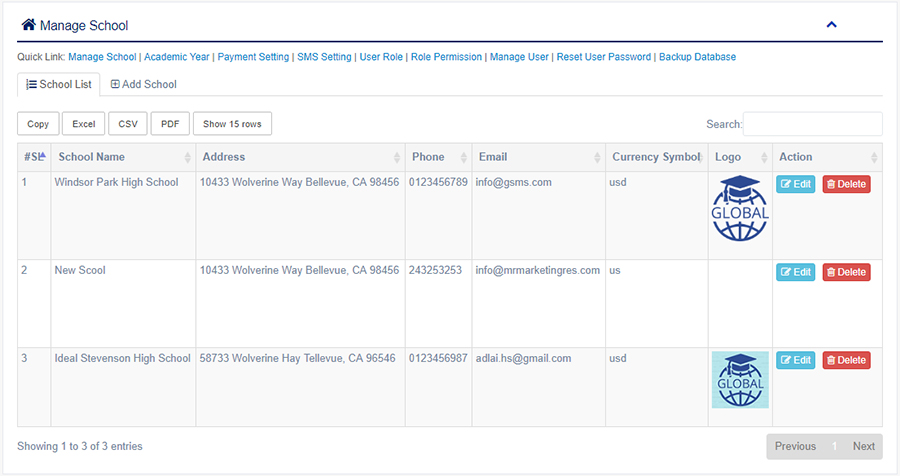 Manage School
Quick Link: Manage School | Academic Year | Payment Setting | SMS Setting | User Role | Role Permission | Manage User | Reset User Password | Backup Database
School List Add School
Copy Excel CSV PDF Show 15 rows Search:
#SL School Name Address Phone Email Currency Symbol Logo Action
1 Windsor Park High School 10433 Wolverine Way Bellevue, CA 98456 0123456789 info@gsms.com usd GLOBAL Edit Delete
2 New Scool 10433 Wolverine Way Bellevue, CA 98456 243253253 info@mrmarketingres.com us Edit Delete
3 Ideal Stevenson High School 58733 Wolverine Hay Tellevue, CA 96546 0123456987 adlai.hs@gmail.com usd GLOBAL Edit Delete
Showing 1 to 3 of 3 entries Previous 1 Next